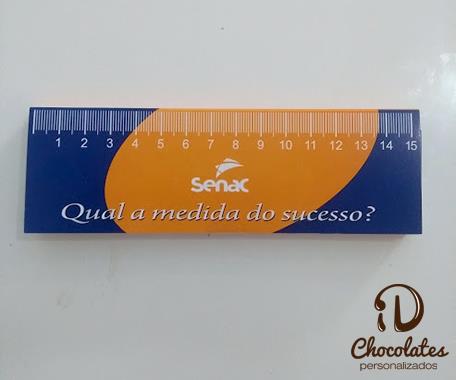 1 2 3 4 5 6 7 8 9 10 11 12 13 14 15
senac
Qual a medida do sucesso?
iD
Chocolates
personalizados